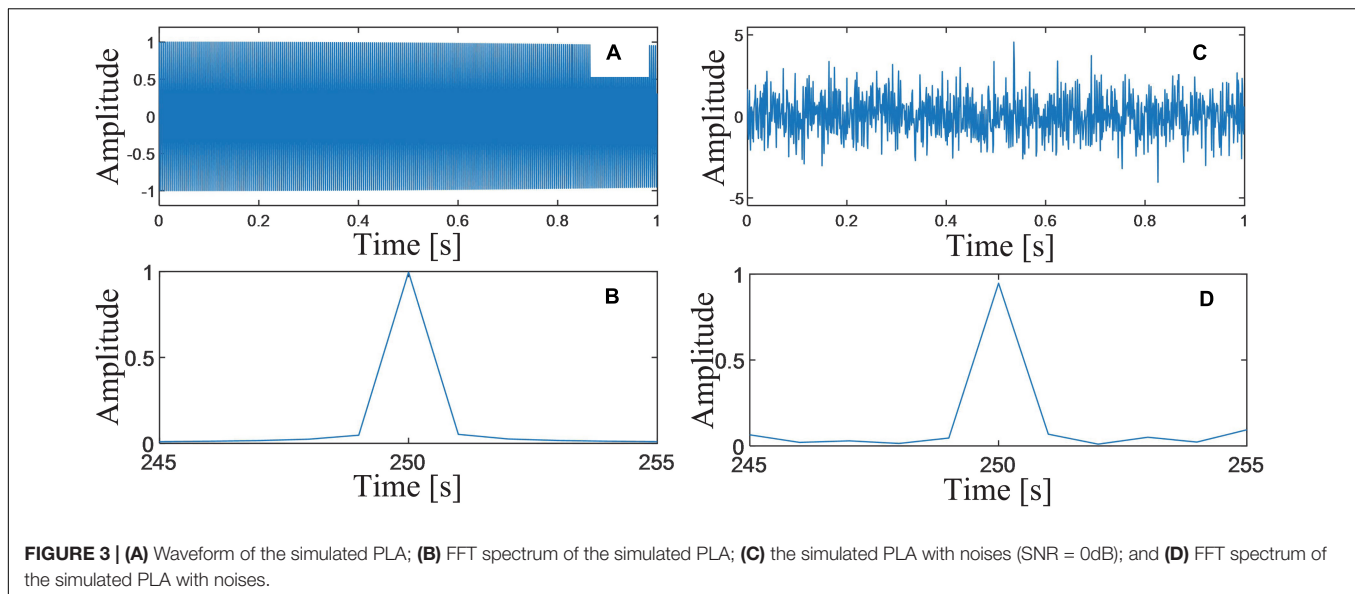 A
Amplitude
1
0.5
0
-0.5
-1
0 0.2 0.4 0.6 0.8 1
Time [s]
C
Amplitude
5
0
-5
0 0.2 0.4 0.6 0.8 1
Time [s]
B
Amplitude
1
0.5
0
245 250 255
Time [s]
D
Amplitude
1
0.5
0
245 250 255
Time [s]
FIGURE 3 | (A) Waveform of the simulated PLA; (B) FFT spectrum of the simulated PLA; (C) the simulated PLA with noises (SNR = 0dB); and (D) FFT spectrum of
the simulated PLA with noises.